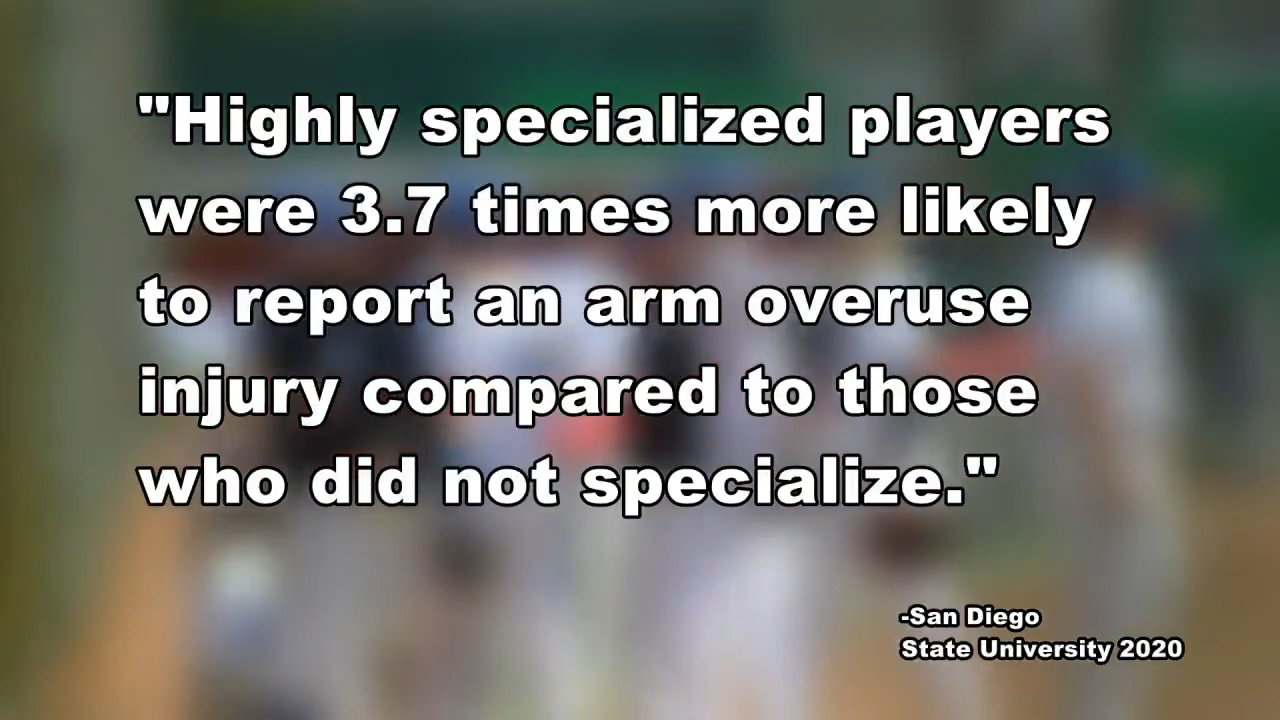 "Highly specialized players
were 3.7 times more likely
to report an arm overuse
injury compared to those
who did not specialize."
-San Diego
State University 2020